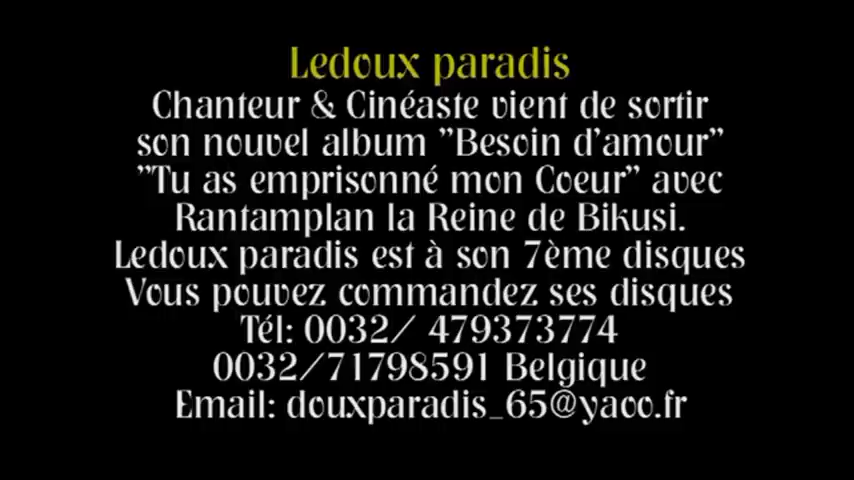 Ledoux paradis
Chanteur & Cinéaste vient de sortir
son nouvel album "Besoin d'amour"
"Tu as emprisonné mon Coeur" avec
Rantamplan la Reine de Bikusi.
Ledoux paradis est à son 7ème disques
Vous pouvez commandez ses disques
Tél: 0032/ 479373774
0032/71798591 Belgique
Email: douxparadis_65@yaoo.fr